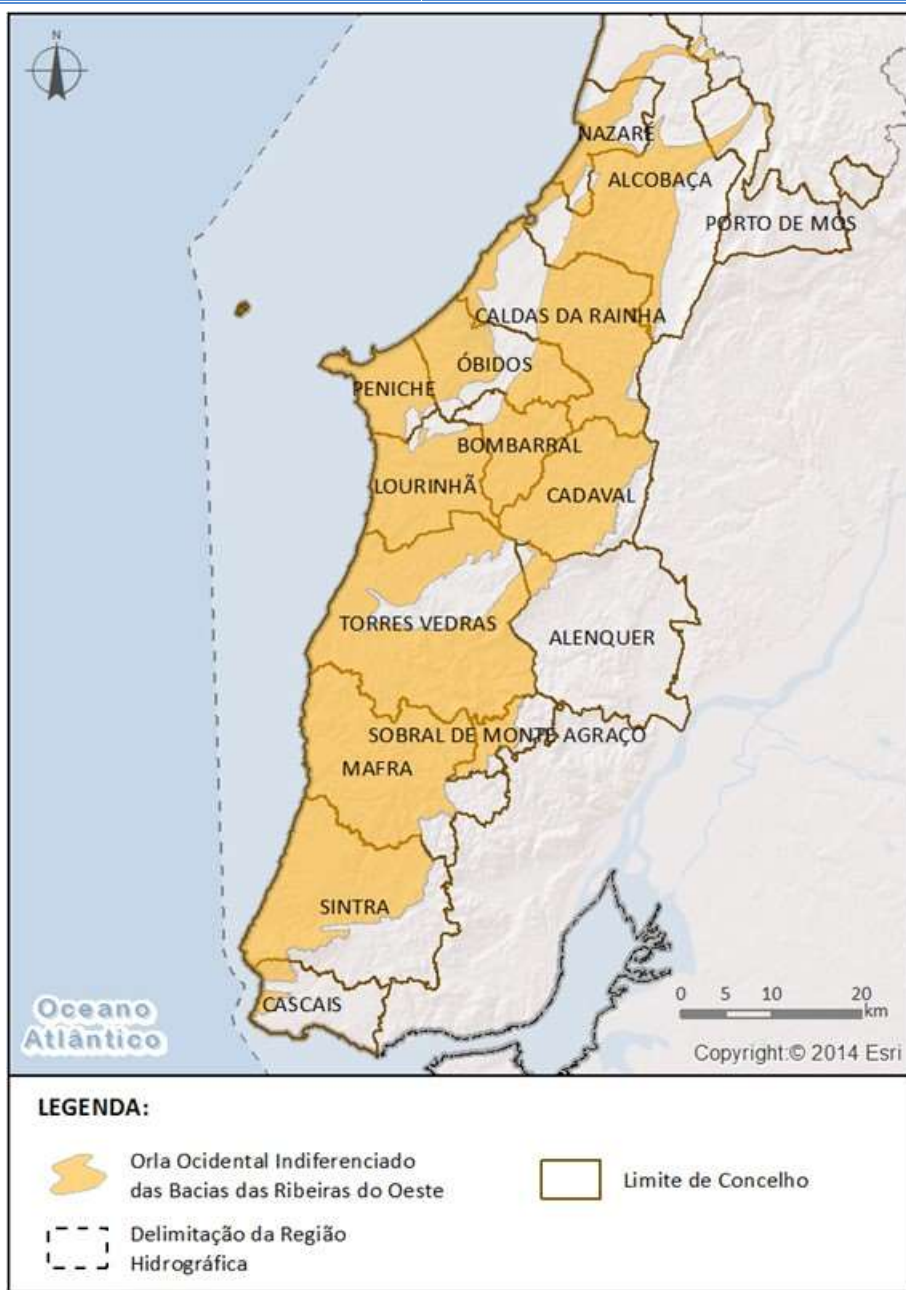 N
NAZARÉ
ALCOBAÇA
PORTO DE MÓS
CALDAS DA RAINHA
ÓBIDOS
PENICHE
BOMBARRAL
LOURINHÃ
CADAVAL
TORRES VEDRAS
ALENQUER
SOBRAL DE MONTE AGRAÇO
MAFRA
SINTRA
CASCAIS
Oceano
Atlântico
0 5 10 20
km
Copyright:© 2014 Esri
LEGENDA:
Orla Ocidental Indiferenciado
das Bacias das Ribeiras do Oeste
Limite de Concelho
Delimitação da Região
Hidrográfica